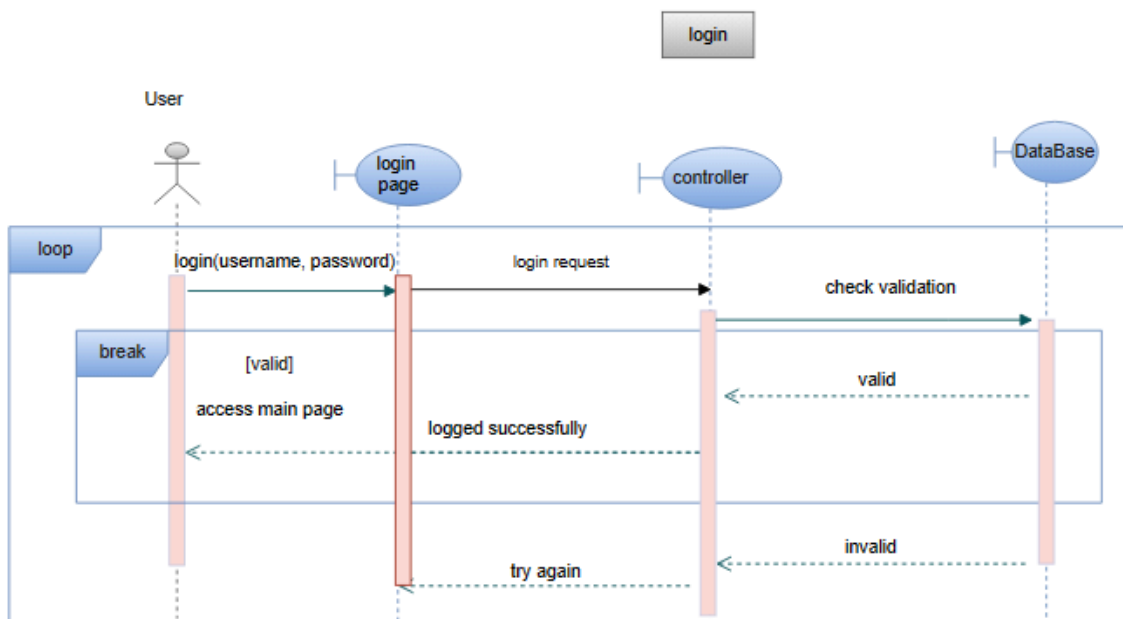 login
User
login
page
controller
DataBase
loop
login(username, password)
login request
check validation
break
[valid]
valid
access main page
logged successfully
invalid
try again